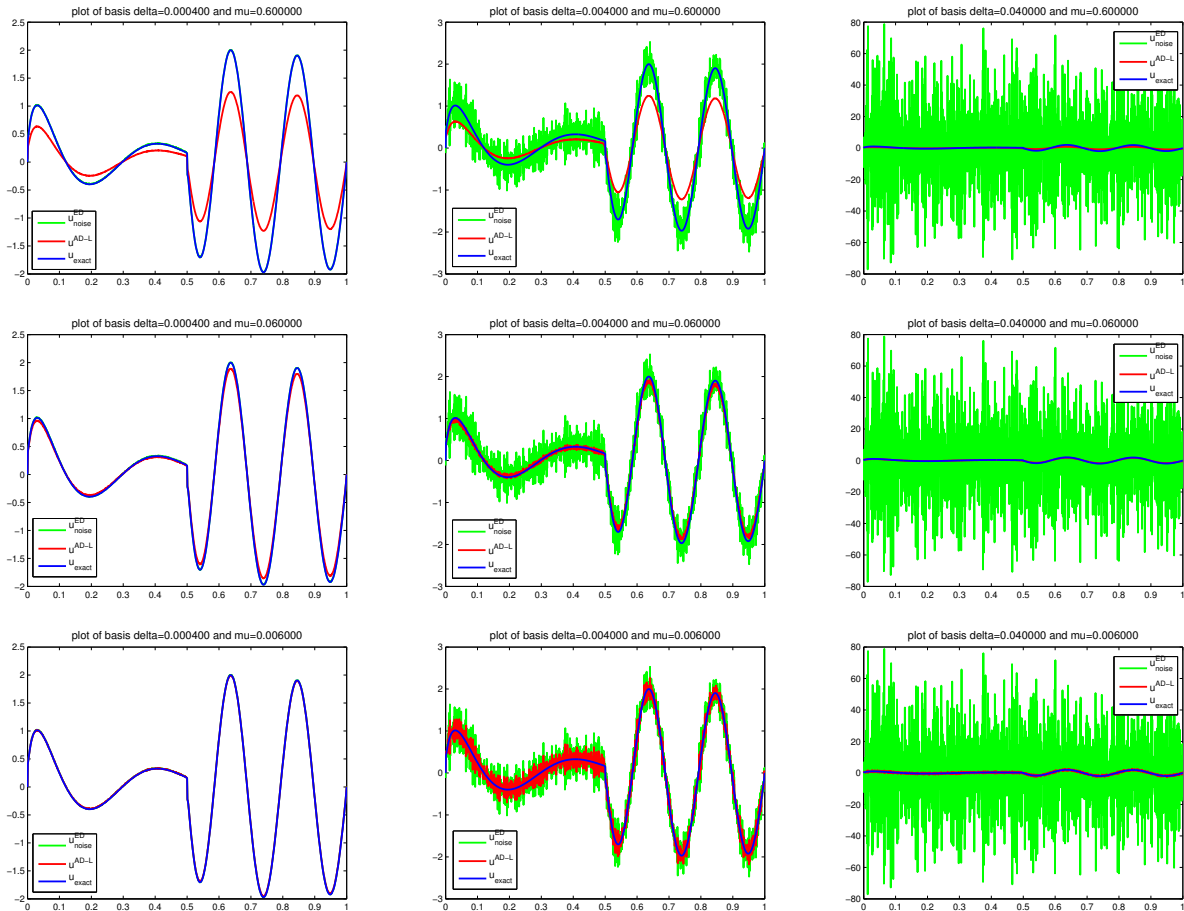 plot of basis delta=0.000400 and mu=0.600000
2.5
2
1.5
1
0.5
0
−0.5
−1
−1.5
−2
0 0.1 0.2 0.3 0.4 0.5 0.6 0.7 0.8 0.9 1
u^ED_noise
u^AD−L
u_exact
plot of basis delta=0.004000 and mu=0.600000
3
2
1
0
−1
−2
−3
0 0.1 0.2 0.3 0.4 0.5 0.6 0.7 0.8 0.9 1
u^ED_noise
u^AD−L
u_exact
plot of basis delta=0.040000 and mu=0.600000
80
60
40
20
0
−20
−40
−60
−80
0 0.1 0.2 0.3 0.4 0.5 0.6 0.7 0.8 0.9 1
u^ED_noise
u^AD−L
u_exact
plot of basis delta=0.000400 and mu=0.060000
2.5
2
1.5
1
0.5
0
−0.5
−1
−1.5
−2
0 0.1 0.2 0.3 0.4 0.5 0.6 0.7 0.8 0.9 1
u^ED_noise
u^AD−L
u_exact
plot of basis delta=0.004000 and mu=0.060000
3
2
1
0
−1
−2
−3
0 0.1 0.2 0.3 0.4 0.5 0.6 0.7 0.8 0.9 1
u^ED_noise
u^AD−L
u_exact
plot of basis delta=0.040000 and mu=0.060000
80
60
40
20
0
−20
−40
−60
−80
0 0.1 0.2 0.3 0.4 0.5 0.6 0.7 0.8 0.9 1
u^ED_noise
u^AD−L
u_exact
plot of basis delta=0.000400 and mu=0.006000
2.5
2
1.5
1
0.5
0
−0.5
−1
−1.5
−2
0 0.1 0.2 0.3 0.4 0.5 0.6 0.7 0.8 0.9 1
u^ED_noise
u^AD−L
u_exact
plot of basis delta=0.004000 and mu=0.006000
3
2
1
0
−1
−2
−3
0 0.1 0.2 0.3 0.4 0.5 0.6 0.7 0.8 0.9 1
u^ED_noise
u^AD−L
u_exact
plot of basis delta=0.040000 and mu=0.006000
80
60
40
20
0
−20
−40
−60
−80
0 0.1 0.2 0.3 0.4 0.5 0.6 0.7 0.8 0.9 1
u^ED_noise
u^AD−L
u_exact